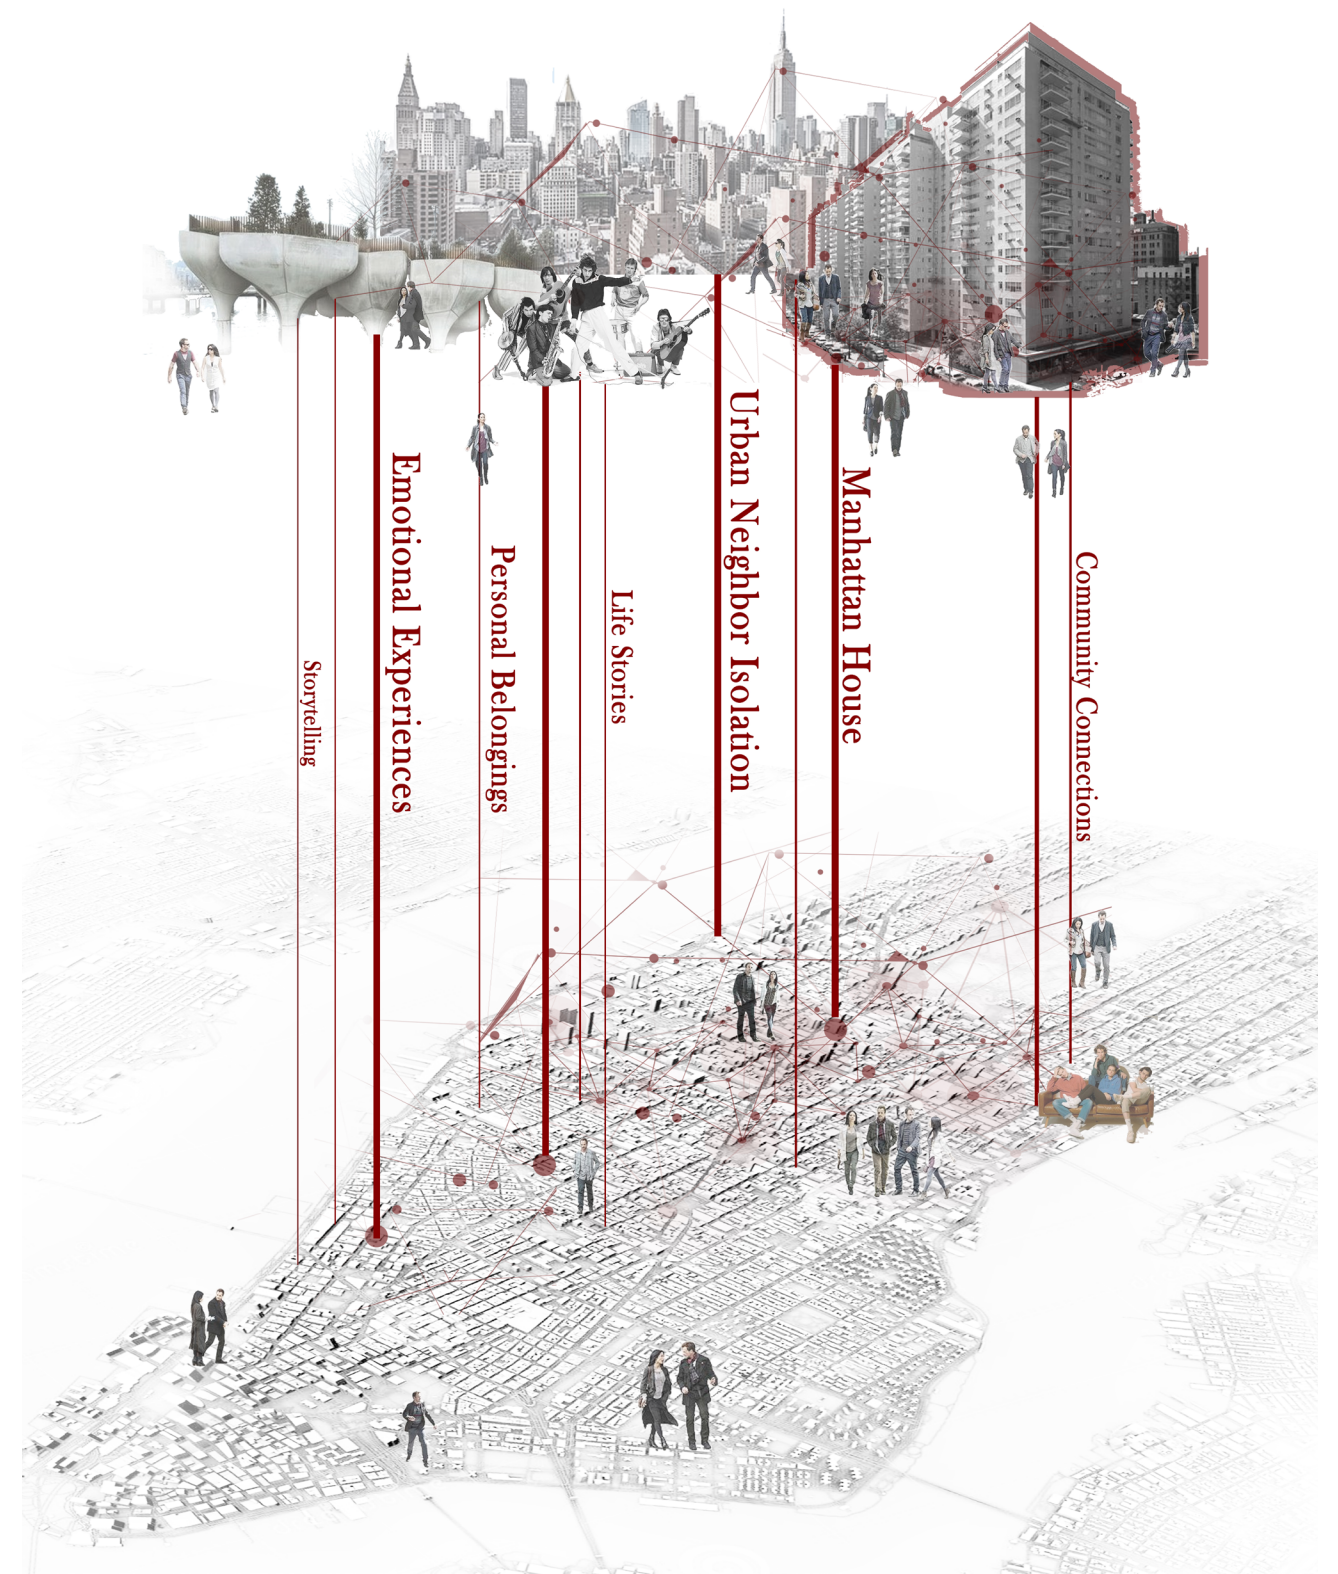 Storytelling
Emotional Experiences
Personal Belongings
Life Stories
Urban Neighbor Isolation
Manhattan House
Community Connections